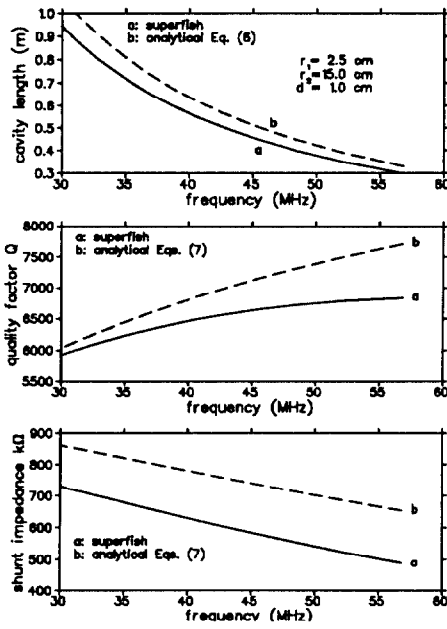 1.0
0.9
0.8
0.7
0.6
0.5
0.4
0.3
cavity length (m)
a: superfish
b: analytical Eq. (6)
r₁= 2.5 cm
r₂=15.0 cm
d = 1.0 cm
b
a
30 35 40 45 50 55 60
frequency (MHz)
8000
7500
7000
6500
6000
5500
quality factor Q
a: superfish
b: analytical Eqs. (7)
b
a
30 35 40 45 50 55 60
frequency (MHz)
900
800
700
600
500
400
shunt impedance kΩ
b
a: superfish
b: analytical Eqs. (7)
a
30 35 40 45 50 55 60
frequency (MHz)